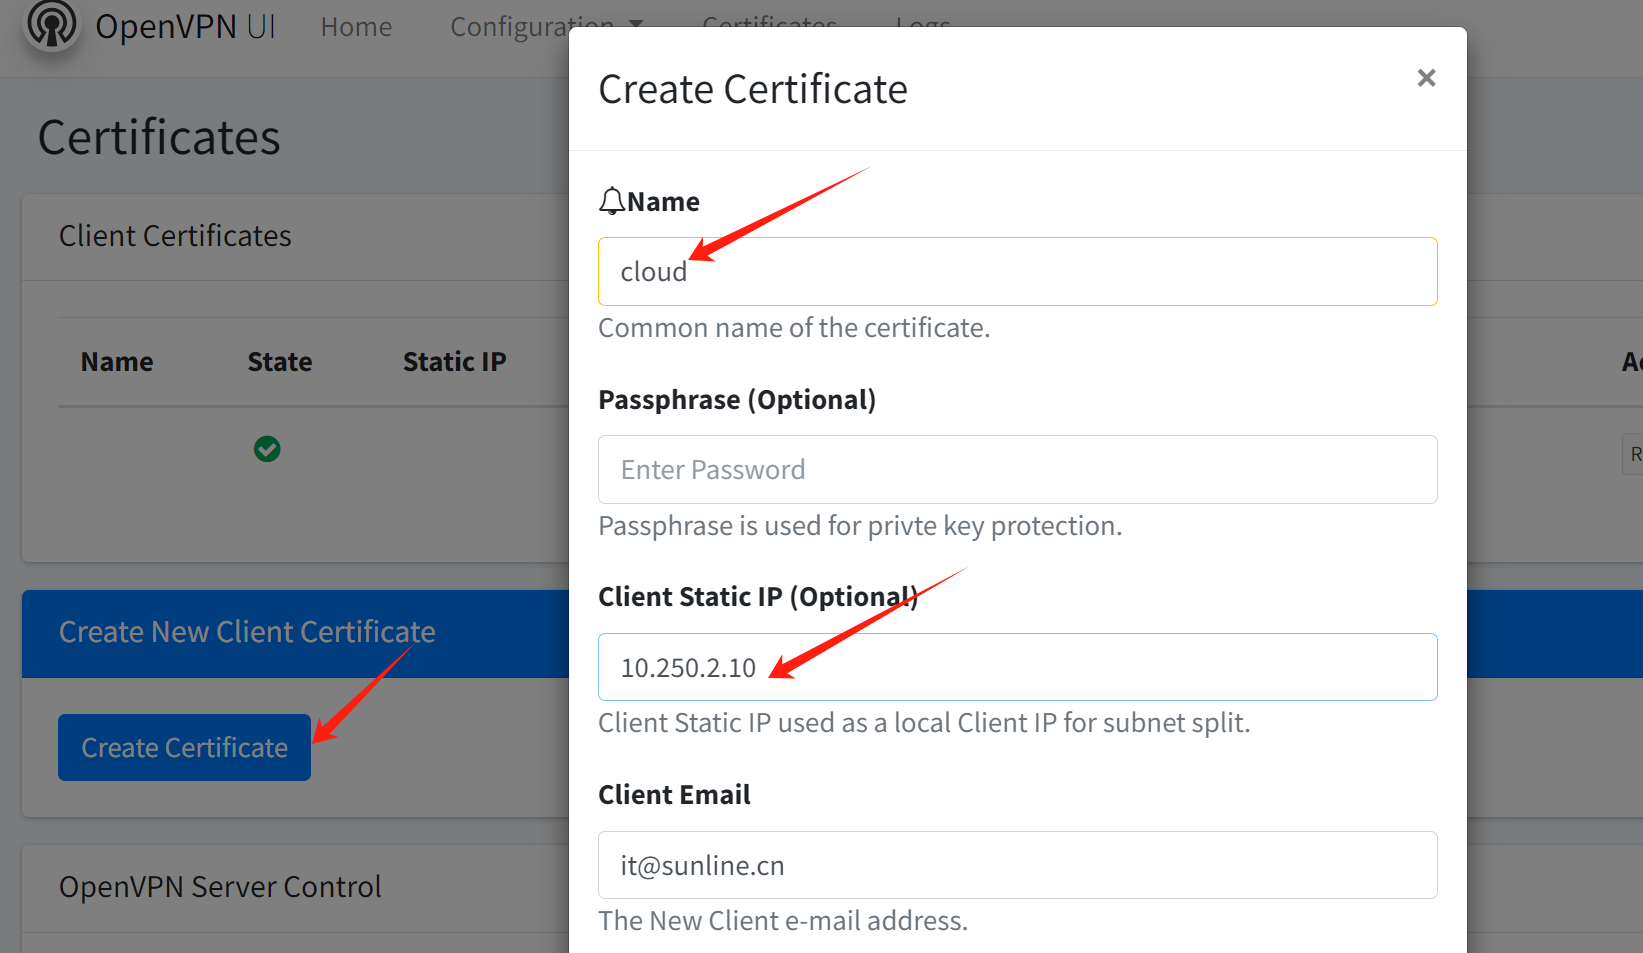 OpenVPN UI Home Configuration Certificates Logs
Certificates
Client Certificates
Name State Static IP
Create New Client Certificate
Create Certificate
OpenVPN Server Control
Create Certificate
×
Name
cloud
Common name of the certificate.
Passphrase (Optional)
Enter Password
Passphrase is used for privte key protection.
Client Static IP (Optional)
10.250.2.10
Client Static IP used as a local Client IP for subnet split.
Client Email
it@sunline.cn
The New Client e-mail address.